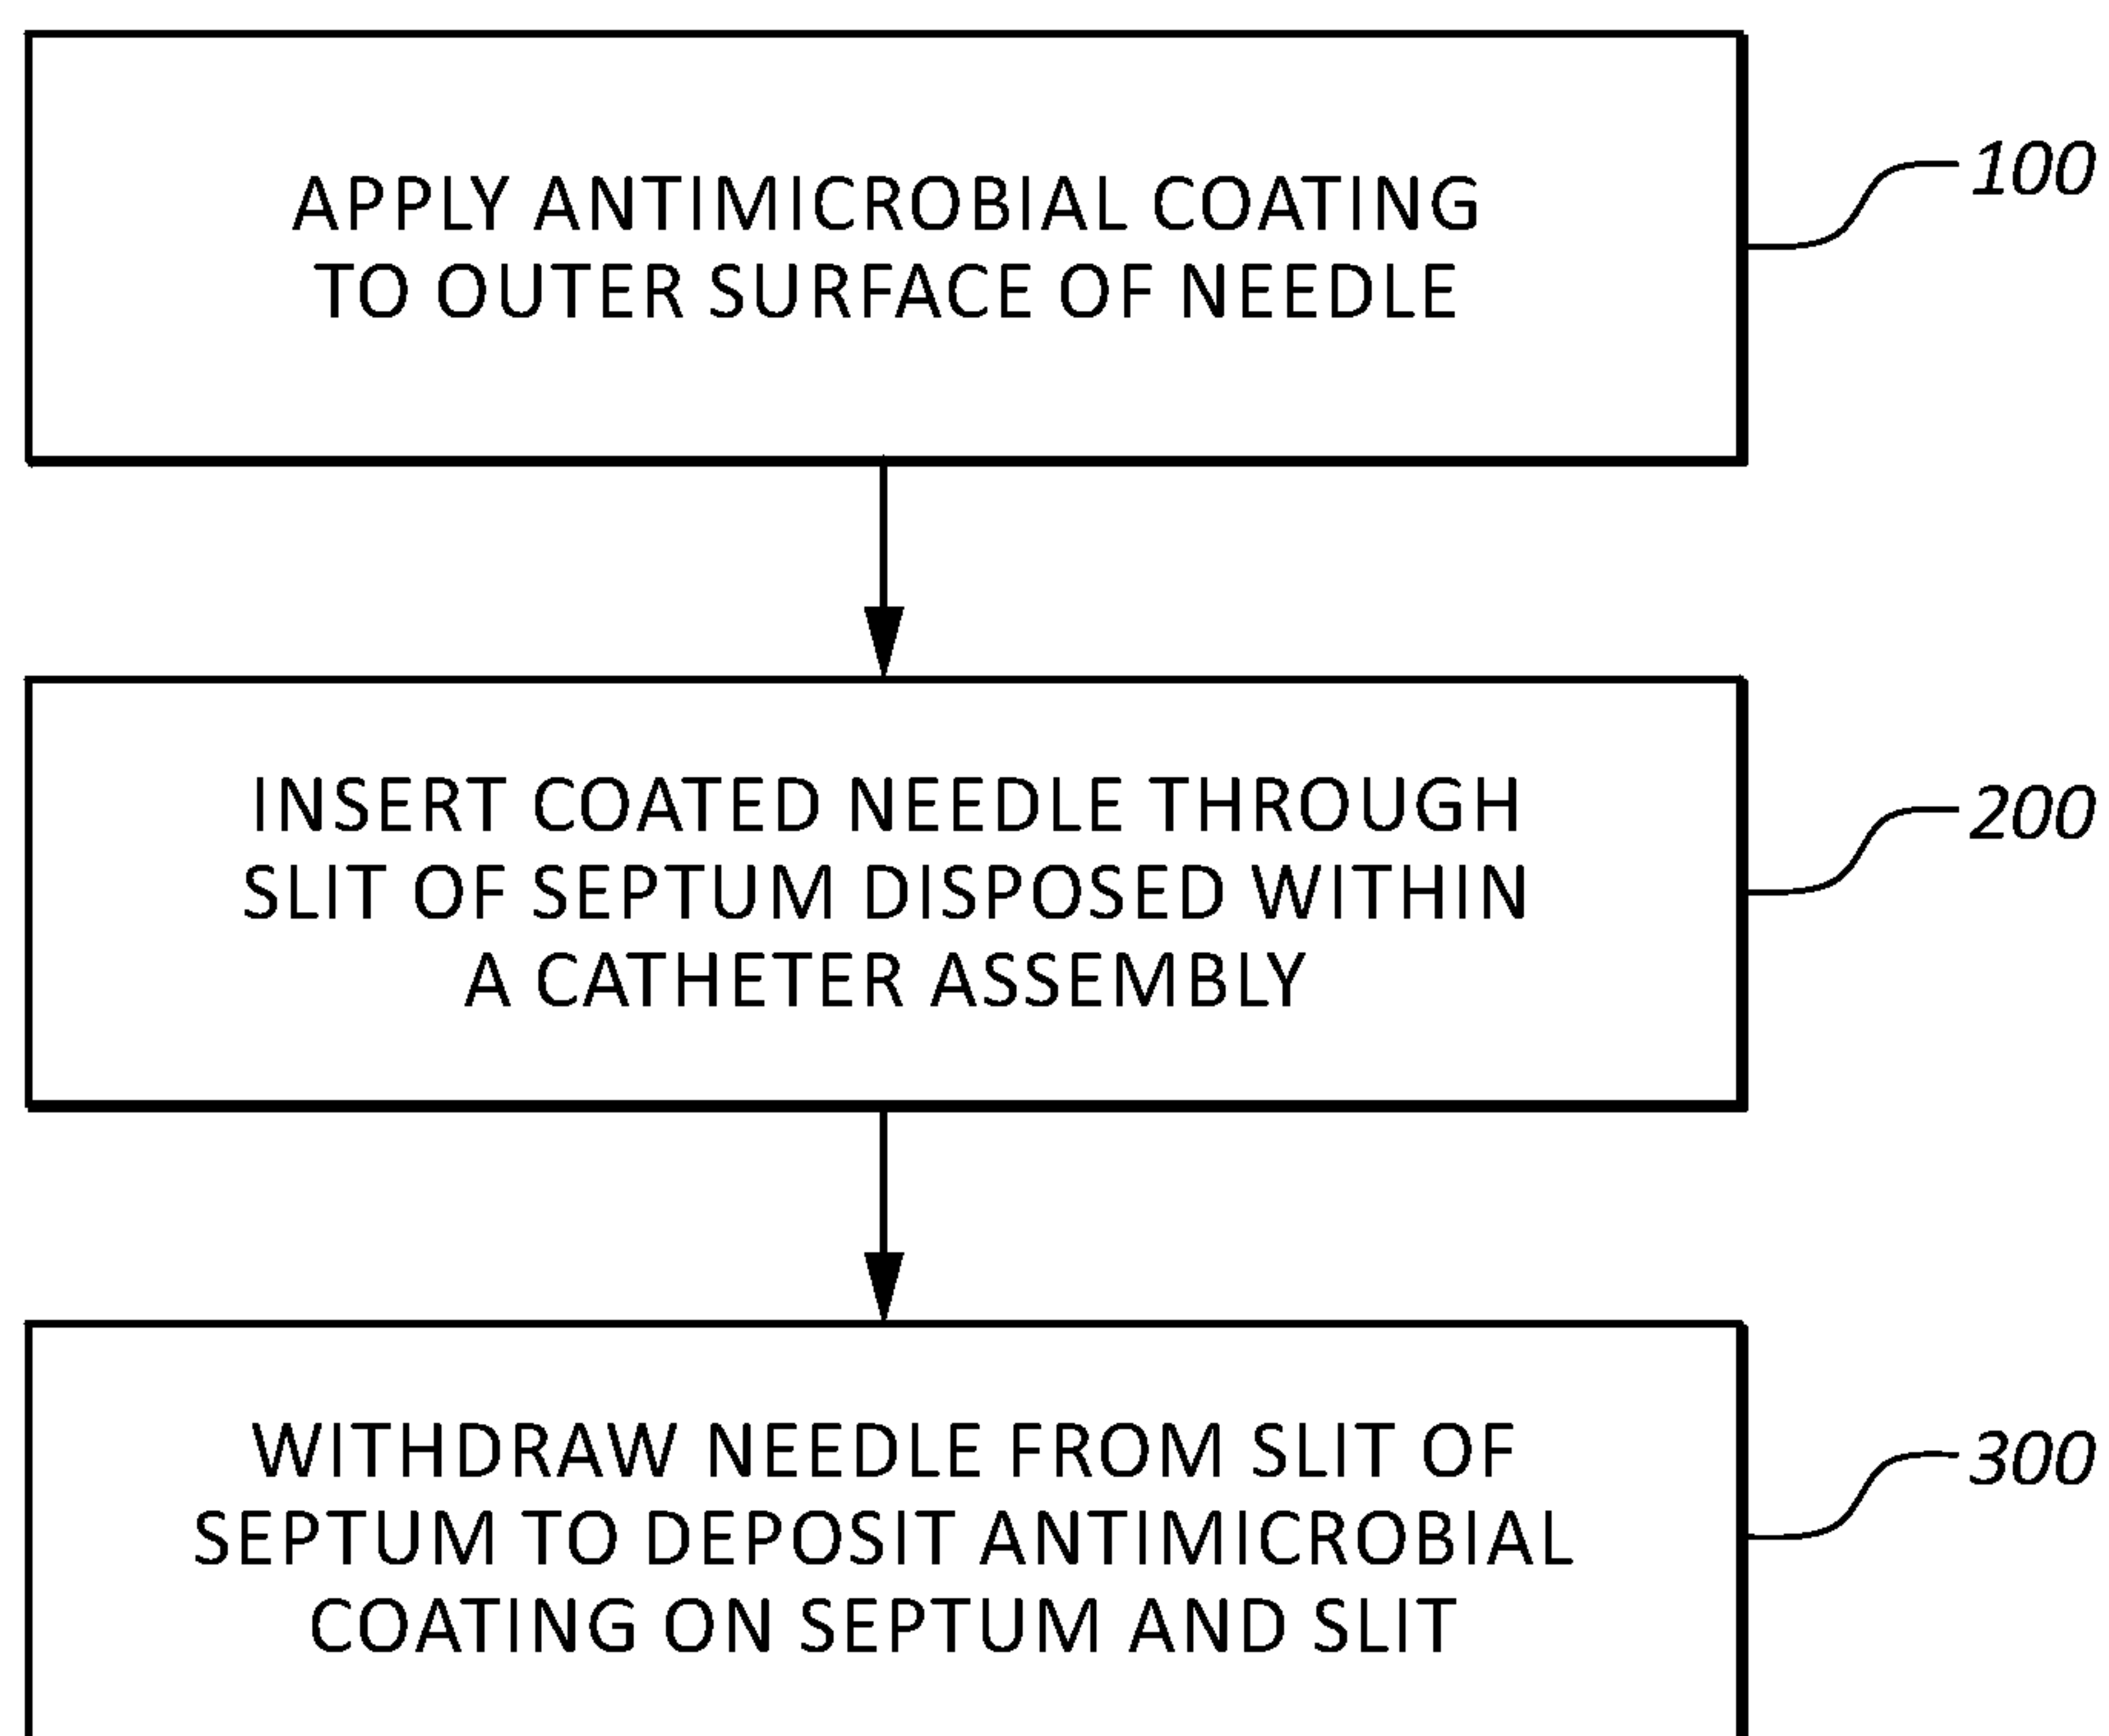 APPLY ANTIMICROBIAL COATING
TO OUTER SURFACE OF NEEDLE
100
INSERT COATED NEEDLE THROUGH
SLIT OF SEPTUM DISPOSED WITHIN
A CATHETER ASSEMBLY
200
WITHDRAW NEEDLE FROM SLIT OF
SEPTUM TO DEPOSIT ANTIMICROBIAL
COATING ON SEPTUM AND SLIT
300